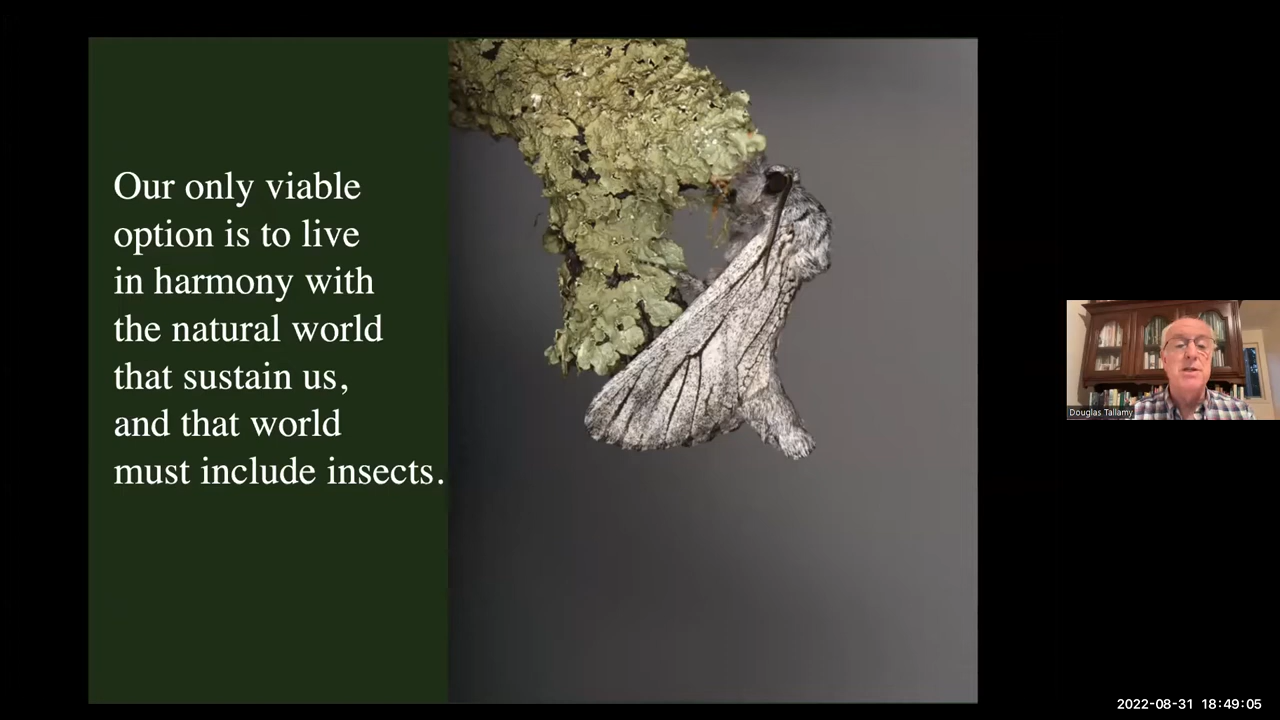 Our only viable
option is to live
in harmony with
the natural world
that sustain us,
and that world
must include insects.
Douglas Tallamy
2022-08-31 18:49:05